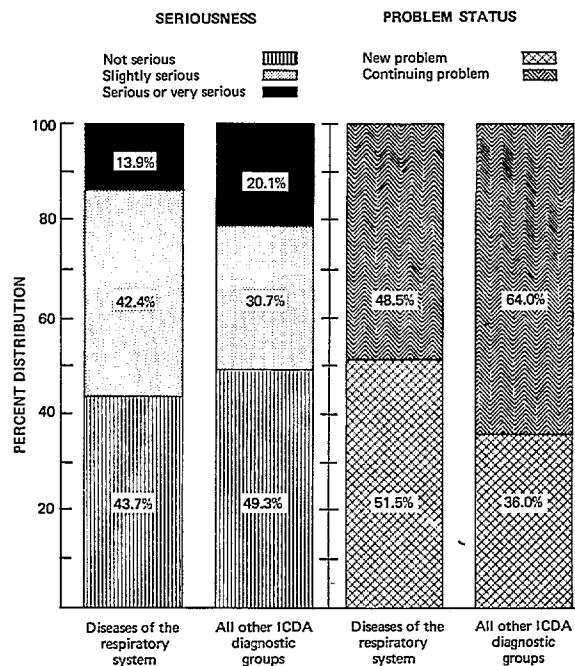 SERIOUSNESS
Not serious
Slightly serious
Serious or very serious
PROBLEM STATUS
New problem
Continuing problem
PERCENT DISTRIBUTION
100
80
60
40
20
13.9%
42.4%
43.7%
20.1%
30.7%
49.3%
48.5%
51.5%
64.0%
36.0%
Diseases of the
respiratory
system
All other ICDA
diagnostic
groups
Diseases of the
respiratory
system
All other ICDA
diagnostic
groups